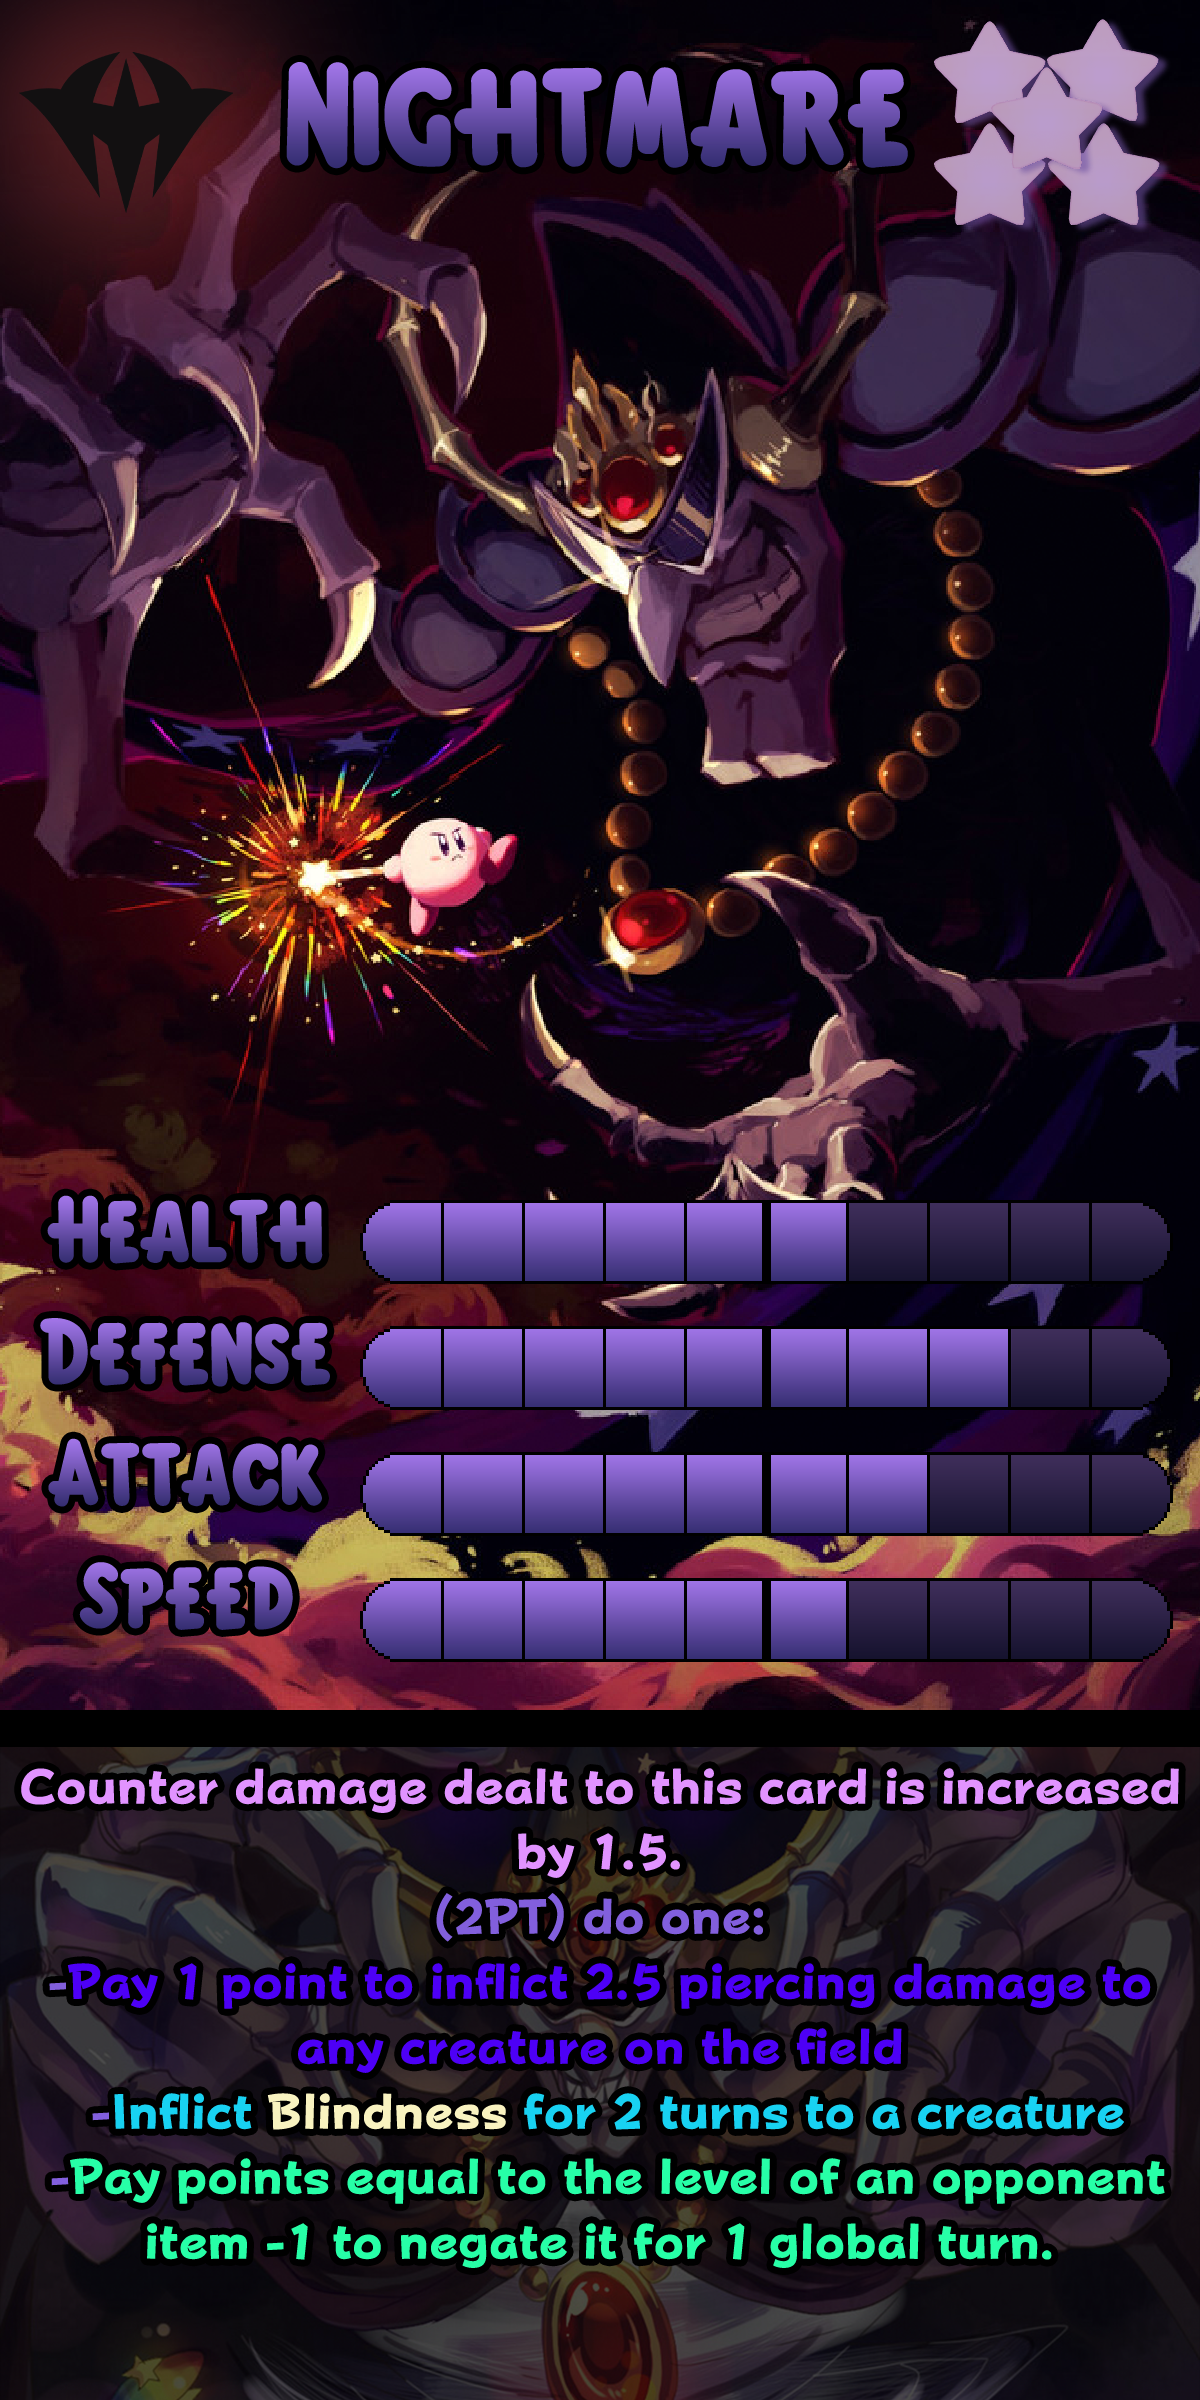 NIGHTMARE
HEALTH
DEFENSE
ATTACK
SPEED
Counter damage dealt to this card is increased
by 1.5.
(2PT) do one:
-Pay 1 point to inflict 2.5 piercing damage to
any creature on the field
-Inflict Blindness for 2 turns to a creature
-Pay points equal to the level of an opponent
item -1 to negate it for 1 global turn.